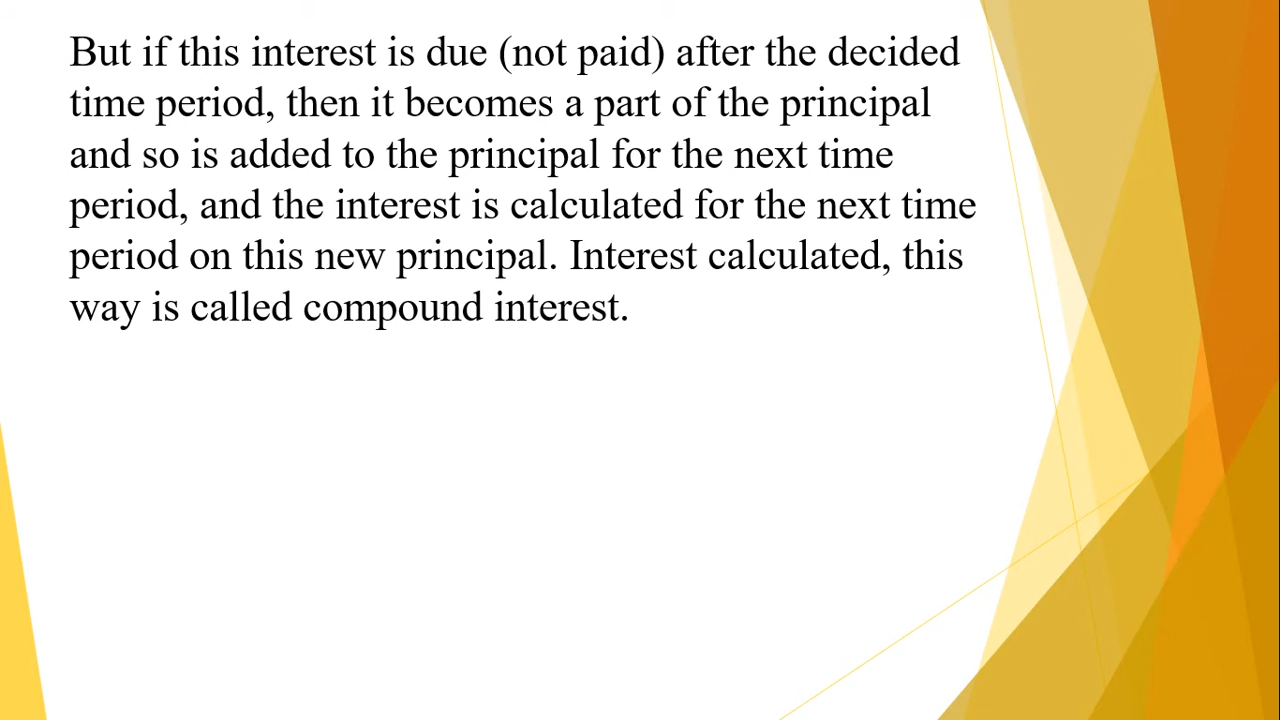 But if this interest is due (not paid) after the decided
time period, then it becomes a part of the principal
and so is added to the principal for the next time
period, and the interest is calculated for the next time
period on this new principal. Interest calculated, this
way is called compound interest.